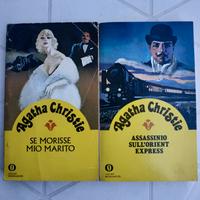 Agatha Christie
SE MORISSE
MIO MARITO
Agatha Christie
ASSASSINIO
SULL'ORIENT
EXPRESS